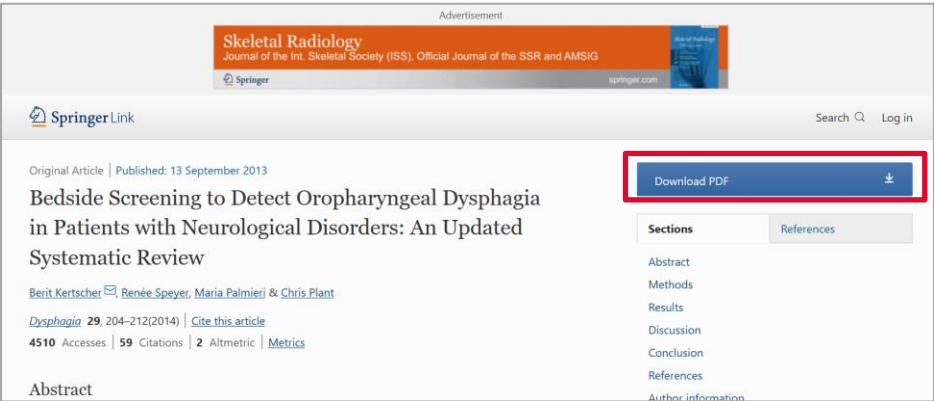 Advertisement
Skeletal Radiology
Journal of the Int. Skeletal Society (ISS), Official Journal of the SSR and AMSIG
Springer
springer.com
Springer Link
Search
Log in
Original Article | Published: 13 September 2013
Bedside Screening to Detect Oropharyngeal Dysphagia
in Patients with Neurological Disorders: An Updated
Systematic Review
Berit Kertscher, Renée Speyer, Maria Palmieri & Chris Plant
Dysphagia 29, 204–212(2014) | Cite this article
4510 Accesses | 59 Citations | 2 Altmetric | Metrics
Abstract
Download PDF
Sections
References
Abstract
Methods
Results
Discussion
Conclusion
References
Author information